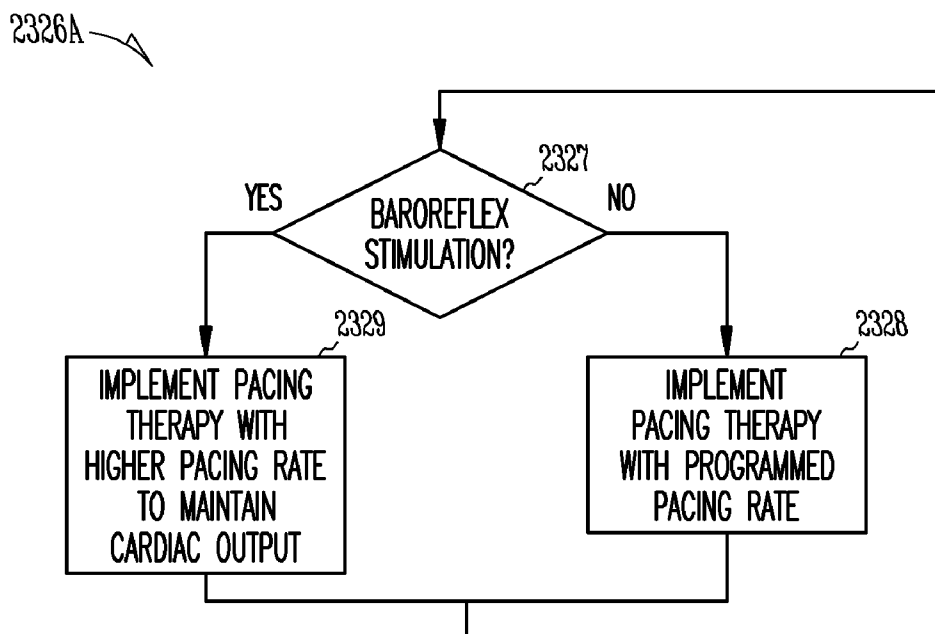 2326A
2327
YES
NO
BAROREFLEX
STIMULATION?
2329
IMPLEMENT PACING
THERAPY WITH
HIGHER PACING RATE
TO MAINTAIN
CARDIAC OUTPUT
2328
IMPLEMENT
PACING THERAPY
WITH PROGRAMMED
PACING RATE